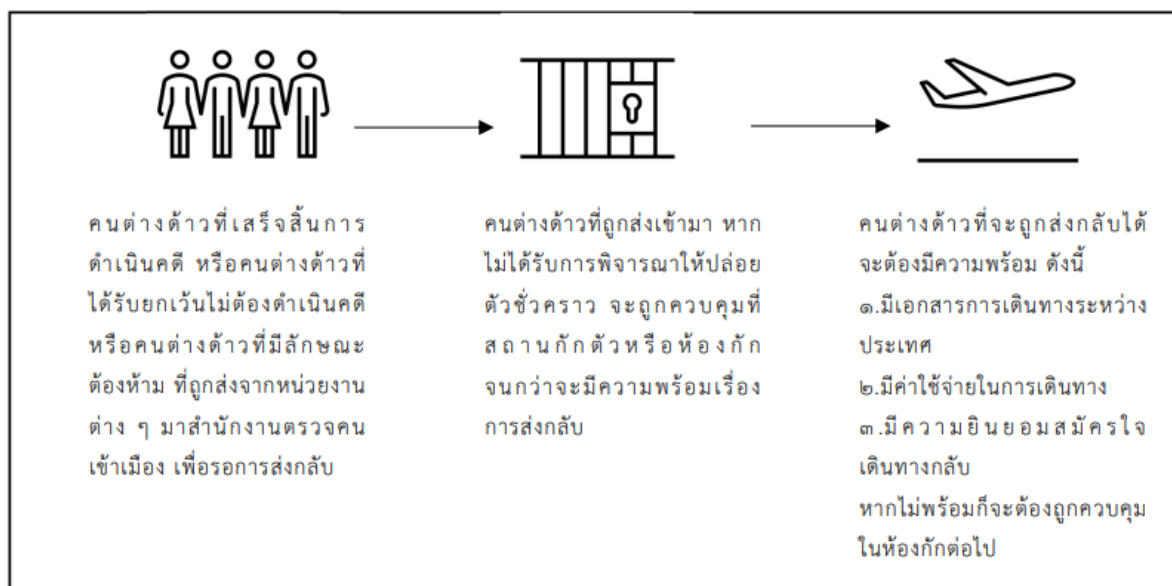 คนต่างด้าวที่เสร็จสิ้นการ
ดำเนินคดี หรือคนต่างด้าวที่
ได้รับยกเว้นไม่ต้องดำเนินคดี
หรือคนต่างด้าวที่มีลักษณะ
ต้องห้าม ที่ถูกส่งจากหน่วยงาน
ต่าง ๆ มาสำนักงานตรวจคน
เข้าเมือง เพื่อรอการส่งกลับ
คนต่างด้าวที่ถูกส่งเข้ามา หาก
ไม่ได้รับการพิจารณาให้ปล่อย
ตัวชั่วคราว จะถูกควบคุมที่
สถานกักตัวหรือห้องกัก
จนกว่าจะมีความพร้อมเรื่อง
การส่งกลับ
คนต่างด้าวที่จะถูกส่งกลับได้
จะต้องมีความพร้อม ดังนี้
๑.มีเอกสารการเดินทางระหว่าง
ประเทศ
๒.มีค่าใช้จ่ายในการเดินทาง
๓.มีความยินยอมสมัครใจ
เดินทางกลับ
หากไม่พร้อมก็จะต้องถูกควบคุม
ในห้องกักต่อไป